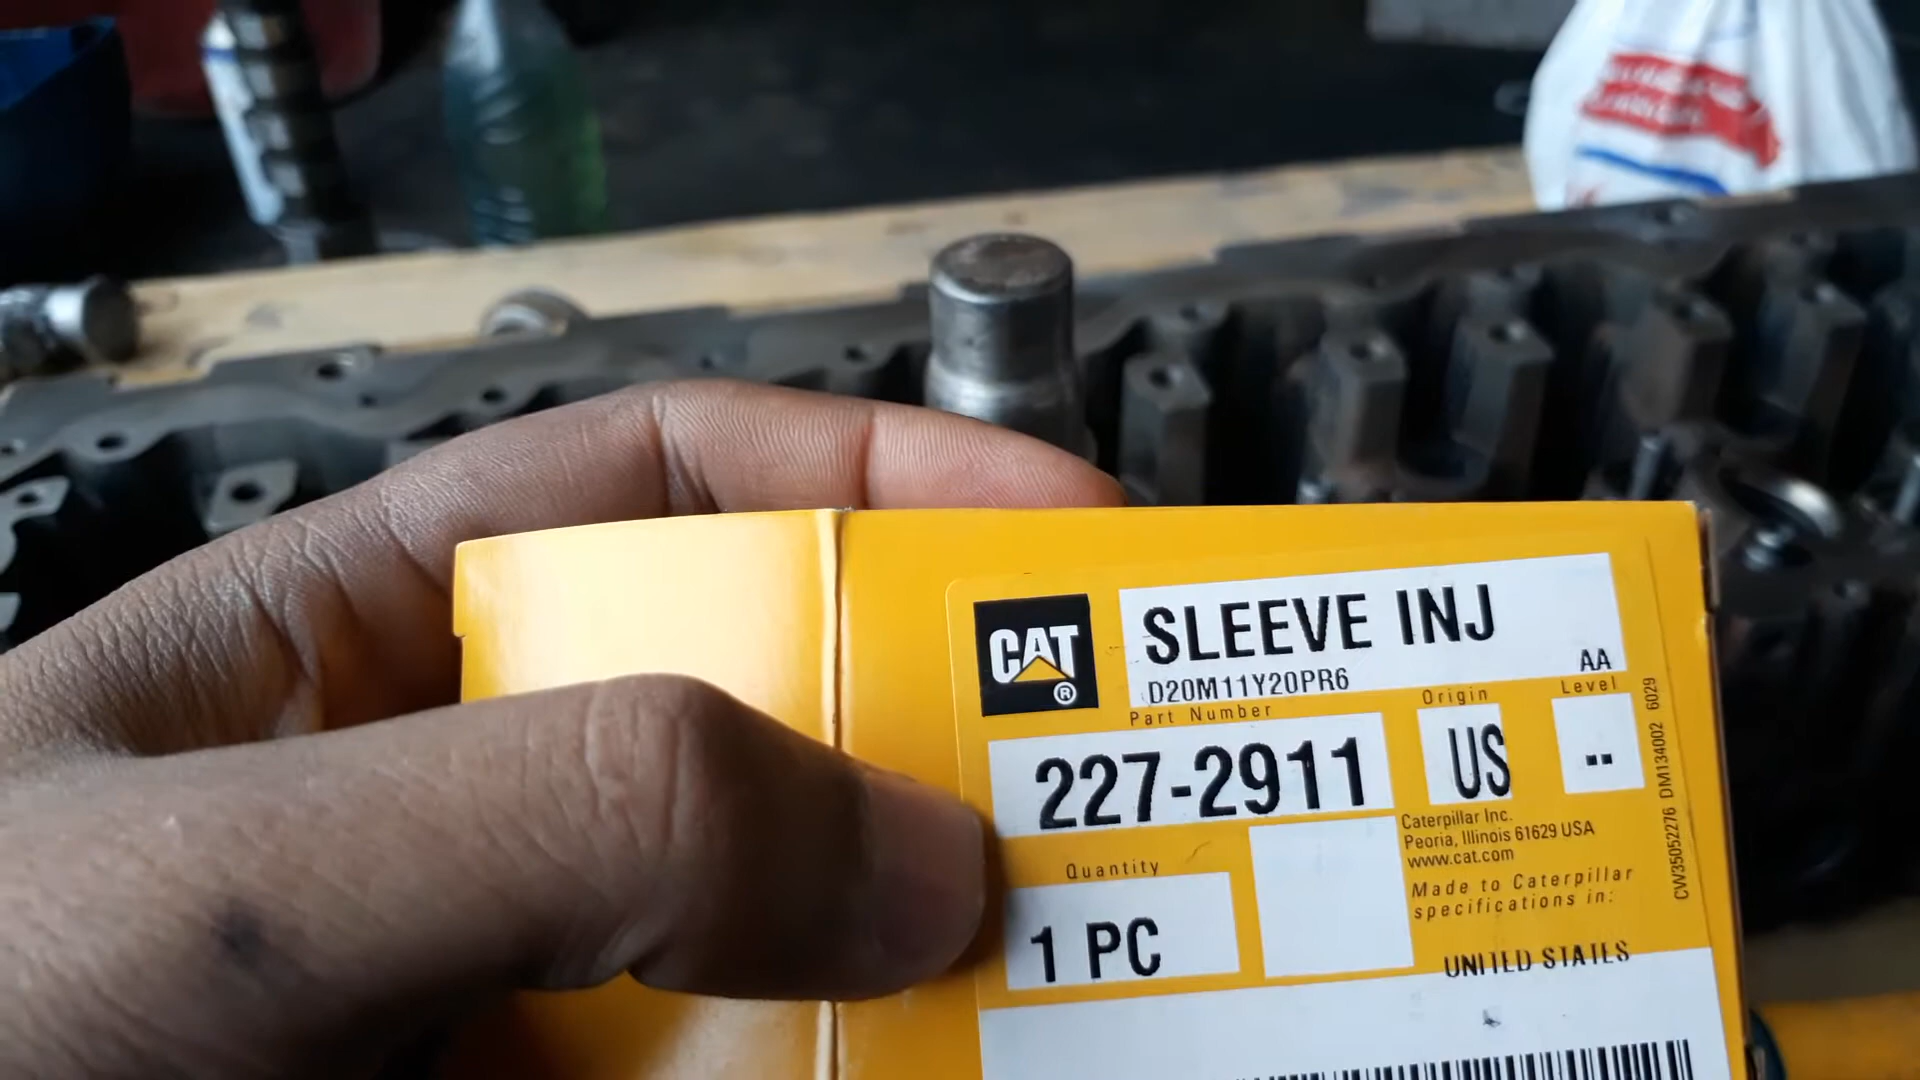 CAT
®
SLEEVE INJ
D20M11Y20PR6
AA
Part Number
Origin
Level
227-2911
US
--
Caterpillar Inc.
Peoria, Illinois 61629 USA
www.cat.com
Made to Caterpillar
specifications in:
Quantity
1 PC
UNITED STATES
CW35052276 DM134002 6029